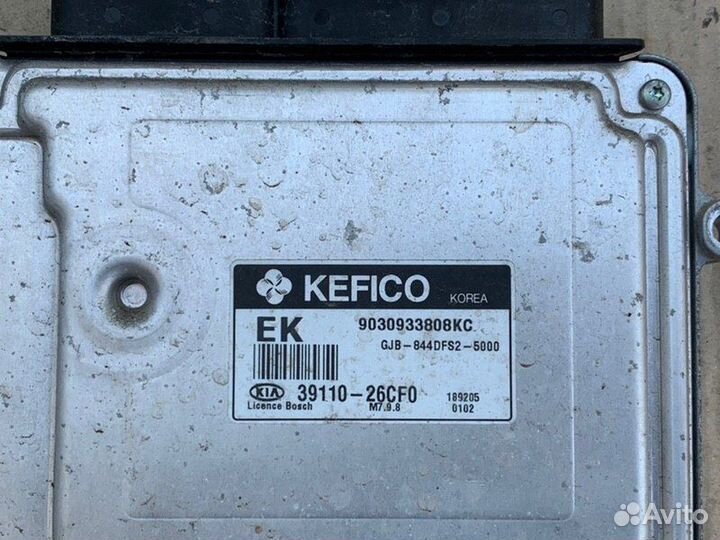 KEFICO KOREA
EK 9030933808KC
GJB-844DFS2-5000
KIA 39110-26CF0 189205
Licence Bosch M7.9.8 0102
Avito